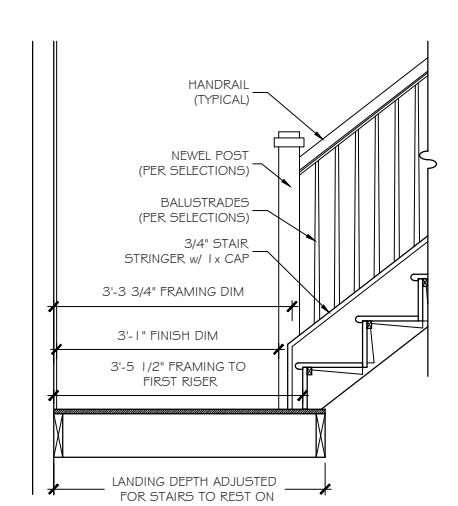 HANDRAIL
(TYPICAL)
NEWEL POST
(PER SELECTIONS)
BALUSTRADES
(PER SELECTIONS)
3/4" STAIR
STRINGER w/ 1x CAP
3'-3 3/4" FRAMING DIM
3'-1" FINISH DIM
3'-5 1/2" FRAMING TO
FIRST RISER
LANDING DEPTH ADJUSTED
FOR STAIRS TO REST ON